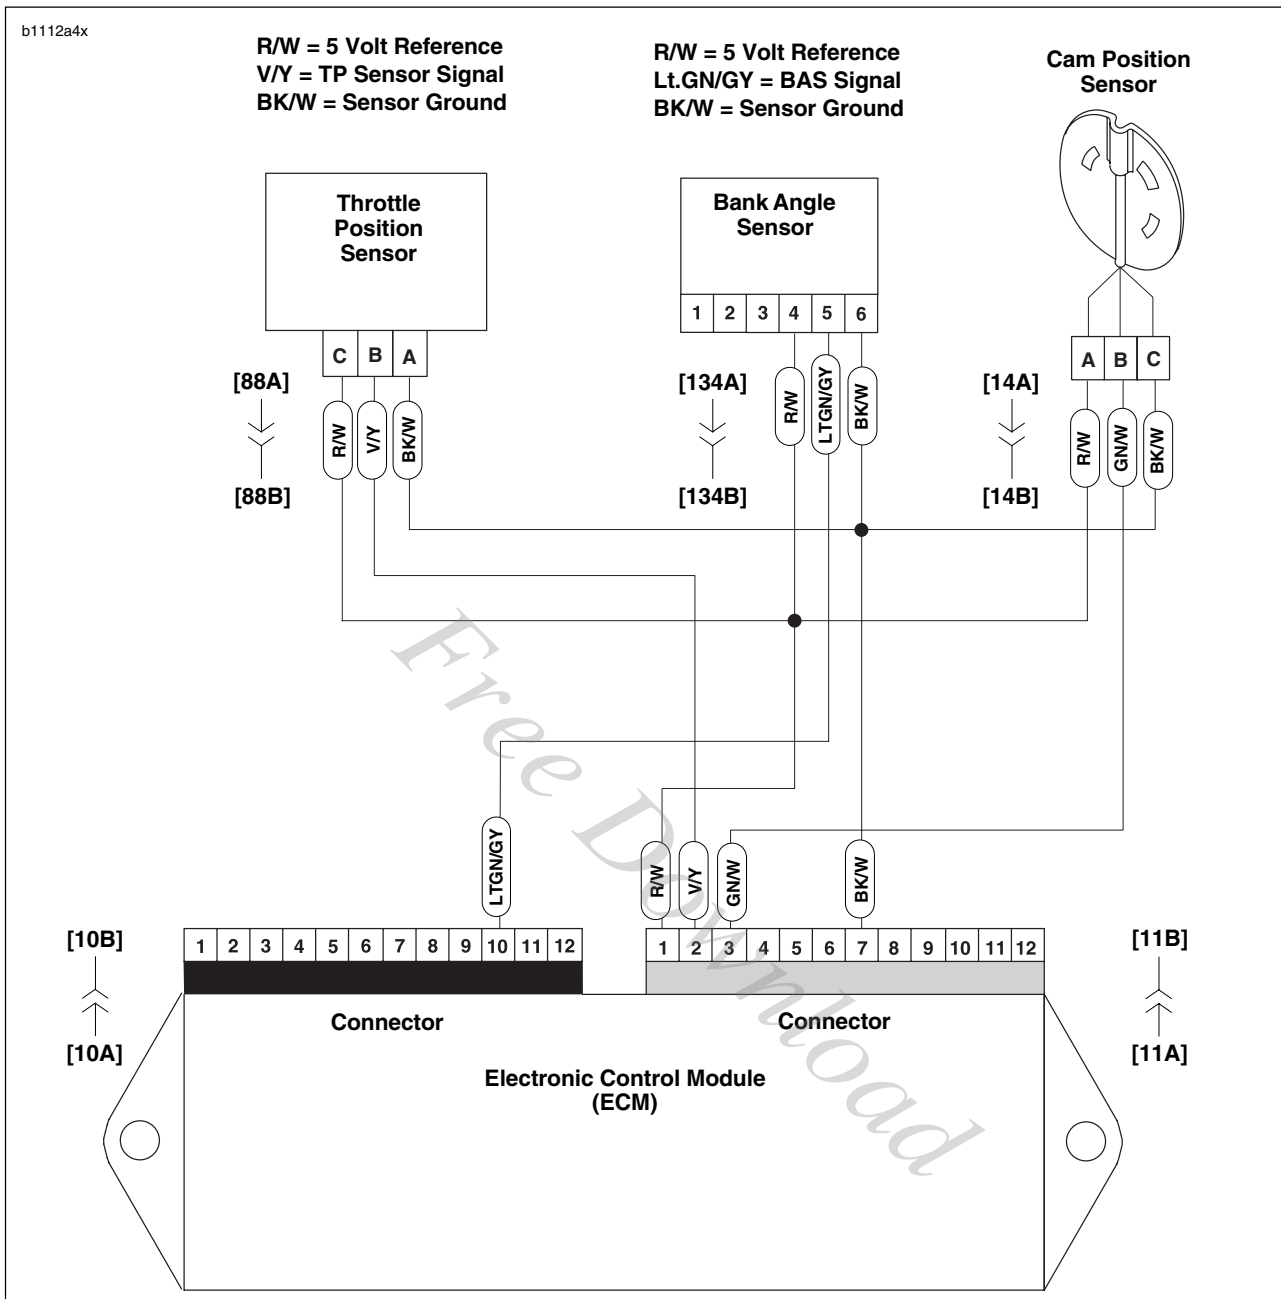 b1112a4x
R/W = 5 Volt Reference
V/Y = TP Sensor Signal
BK/W = Sensor Ground
R/W = 5 Volt Reference
Lt.GN/GY = BAS Signal
BK/W = Sensor Ground
Cam Position
Sensor
Throttle
Position
Sensor
C B A
Bank Angle
Sensor
1 2 3 4 5 6
A B C
[88A]
[88B]
R/W V/Y BK/W
[134A]
[134B]
R/W LTGN/GY BK/W
[14A]
[14B]
R/W GN/W BK/W
LTGN/GY
R/W V/Y GN/W BK/W
[10B]
[10A]
1 2 3 4 5 6 7 8 9 10 11 12
1 2 3 4 5 6 7 8 9 10 11 12
[11B]
[11A]
Connector
Connector
Electronic Control Module
(ECM)
Free Download